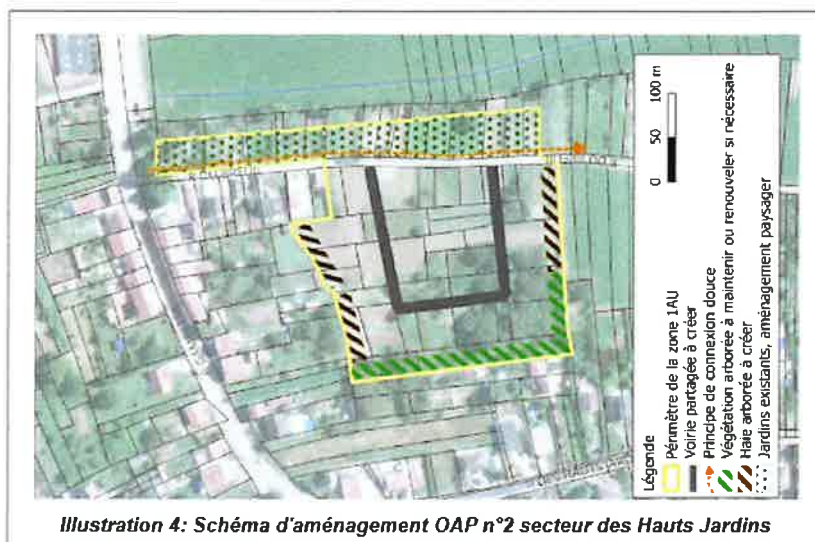 Légende
Périmètre de la zone 1AU
Voirie partagée à créer
Principe de connexion douce
Végétation arborée à maintenir ou renouveler si nécessaire
Haie arborée à créer
Jardins existants, aménagement paysager
0 50 100 m
Illustration 4: Schéma d'aménagement OAP n°2 secteur des Hauts Jardins